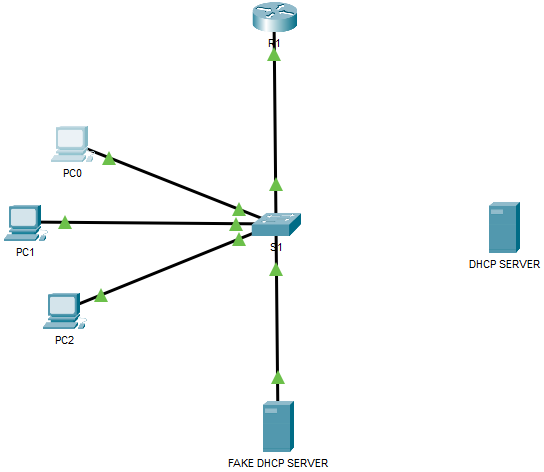 R1
PC0
PC1
S1
DHCP SERVER
PC2
FAKE DHCP SERVER